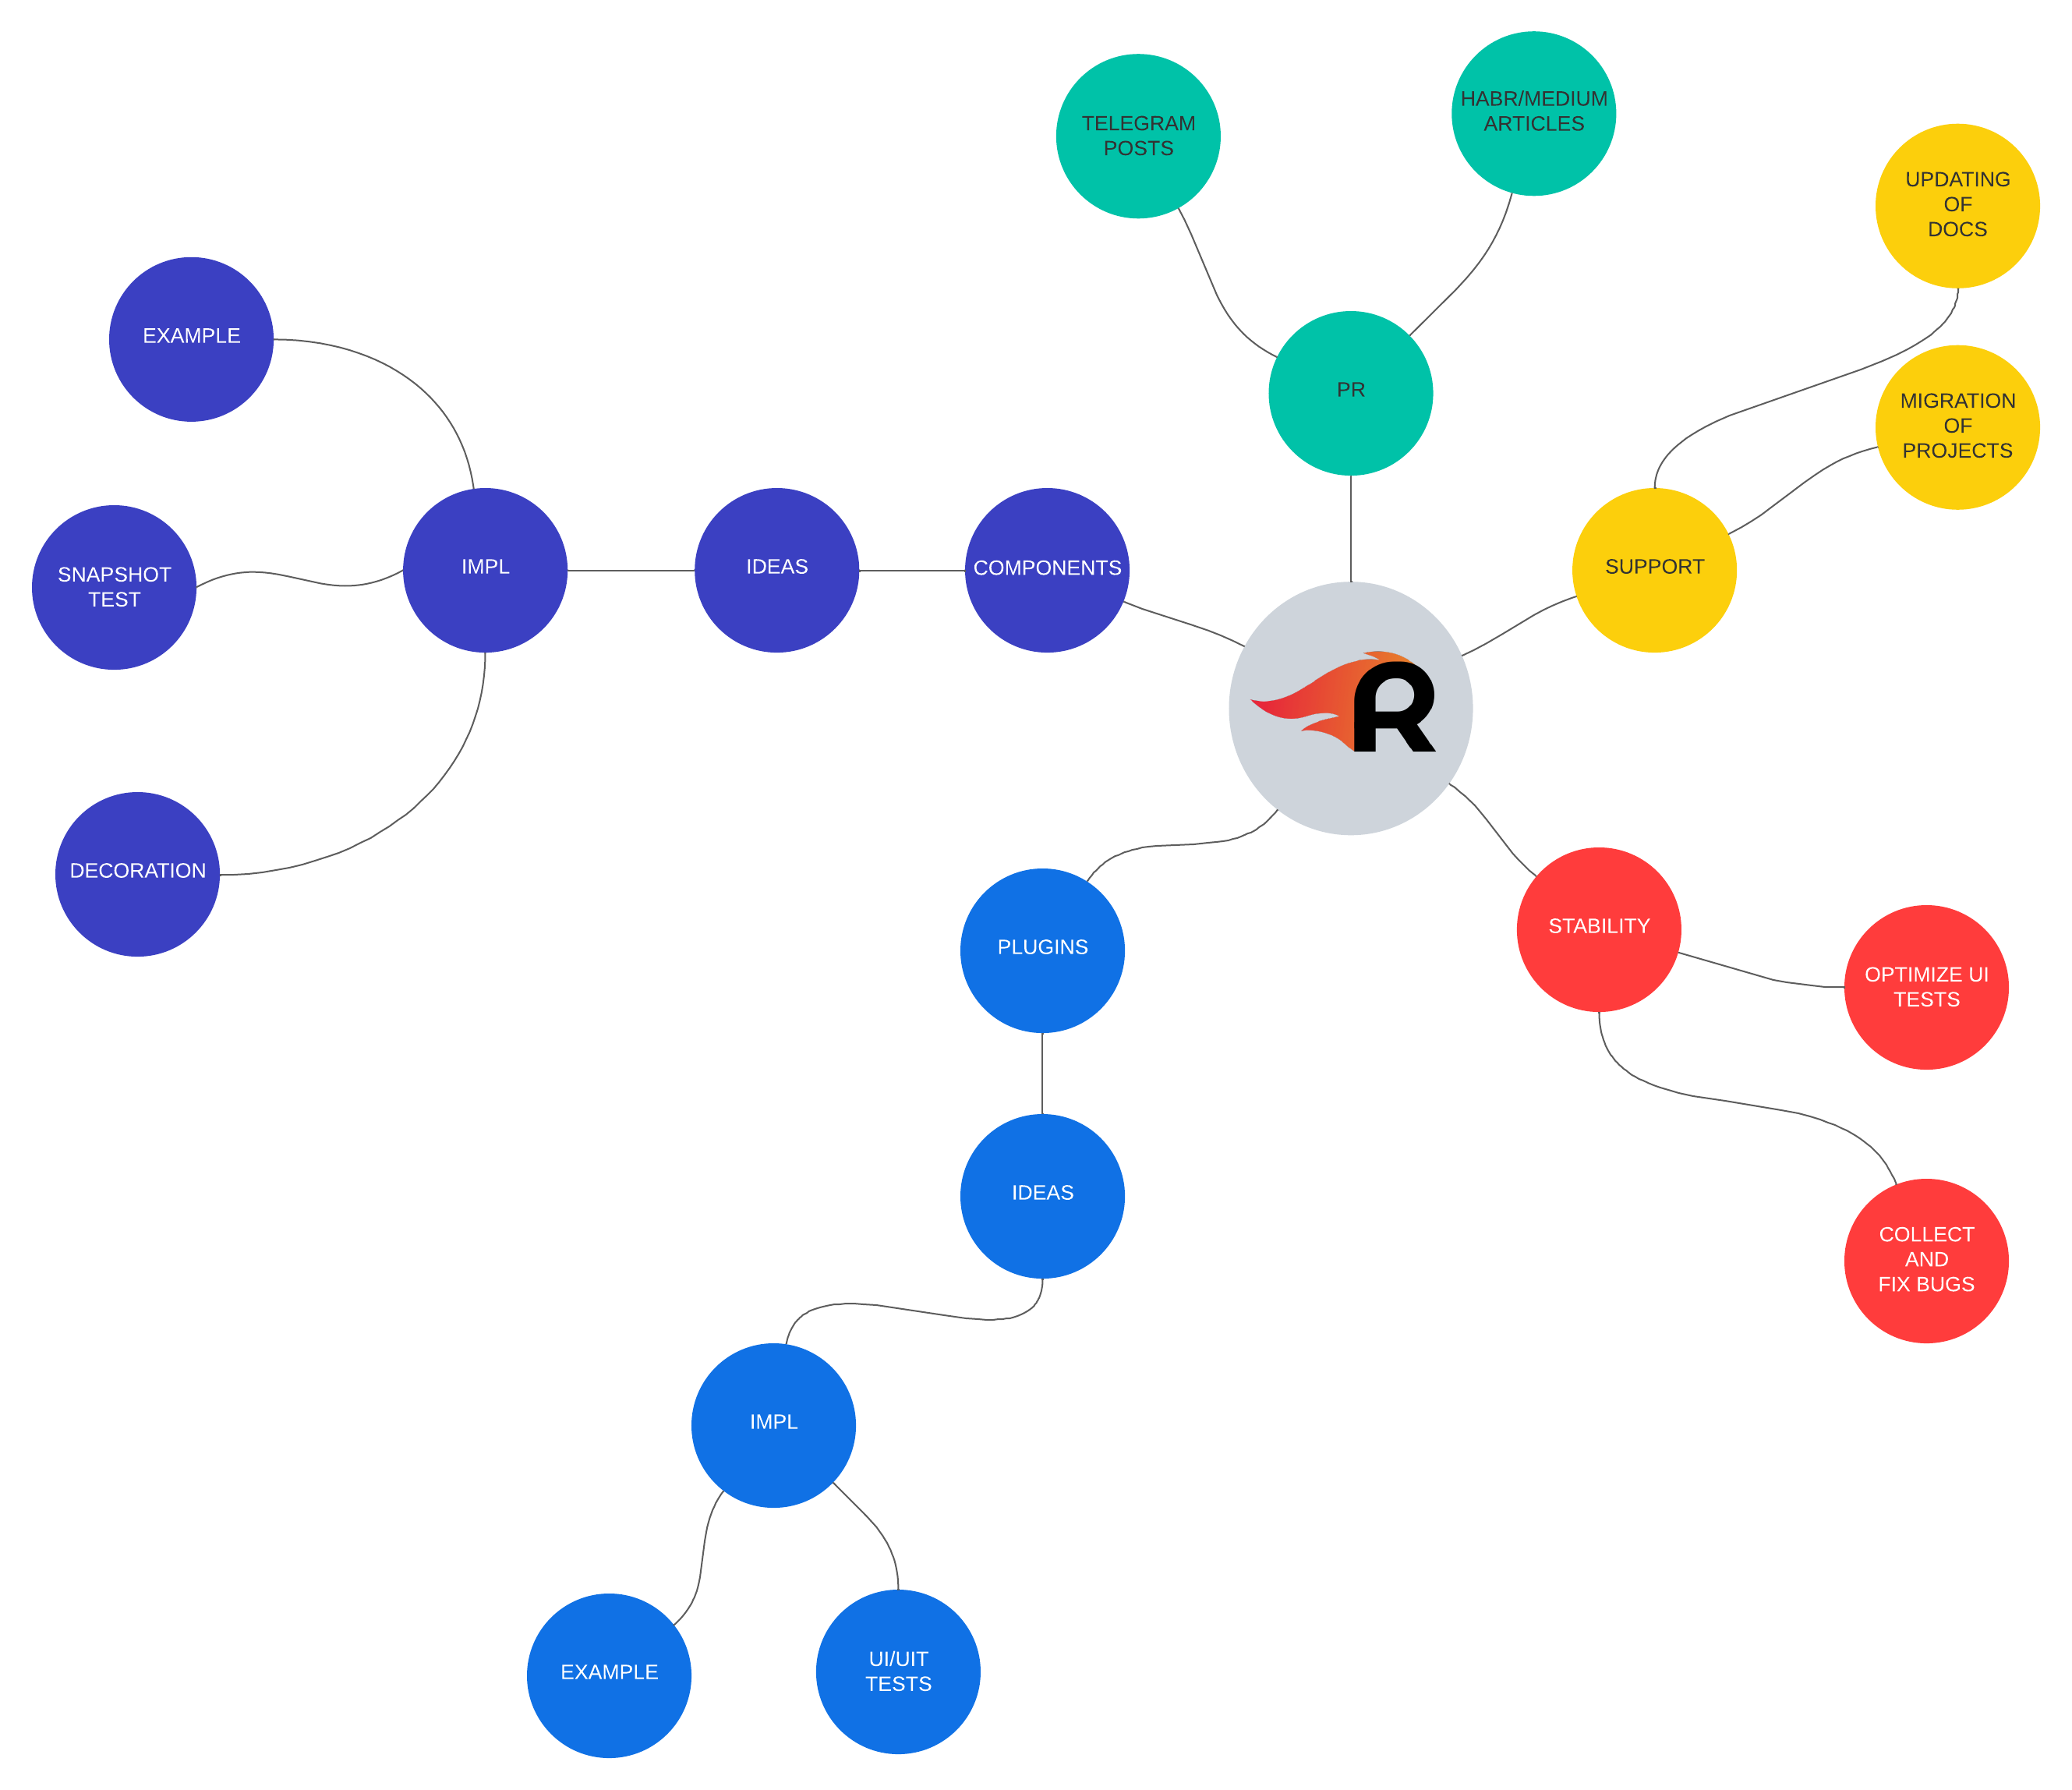 HABR/MEDIUM
ARTICLES
TELEGRAM
POSTS
UPDATING
OF
DOCS
EXAMPLE
PR
MIGRATION
OF
PROJECTS
SNAPSHOT
TEST
IMPL
IDEAS
COMPONENTS
SUPPORT
R
DECORATION
PLUGINS
STABILITY
OPTIMIZE UI
TESTS
IDEAS
COLLECT
AND
FIX BUGS
IMPL
EXAMPLE
UI/UIT
TESTS